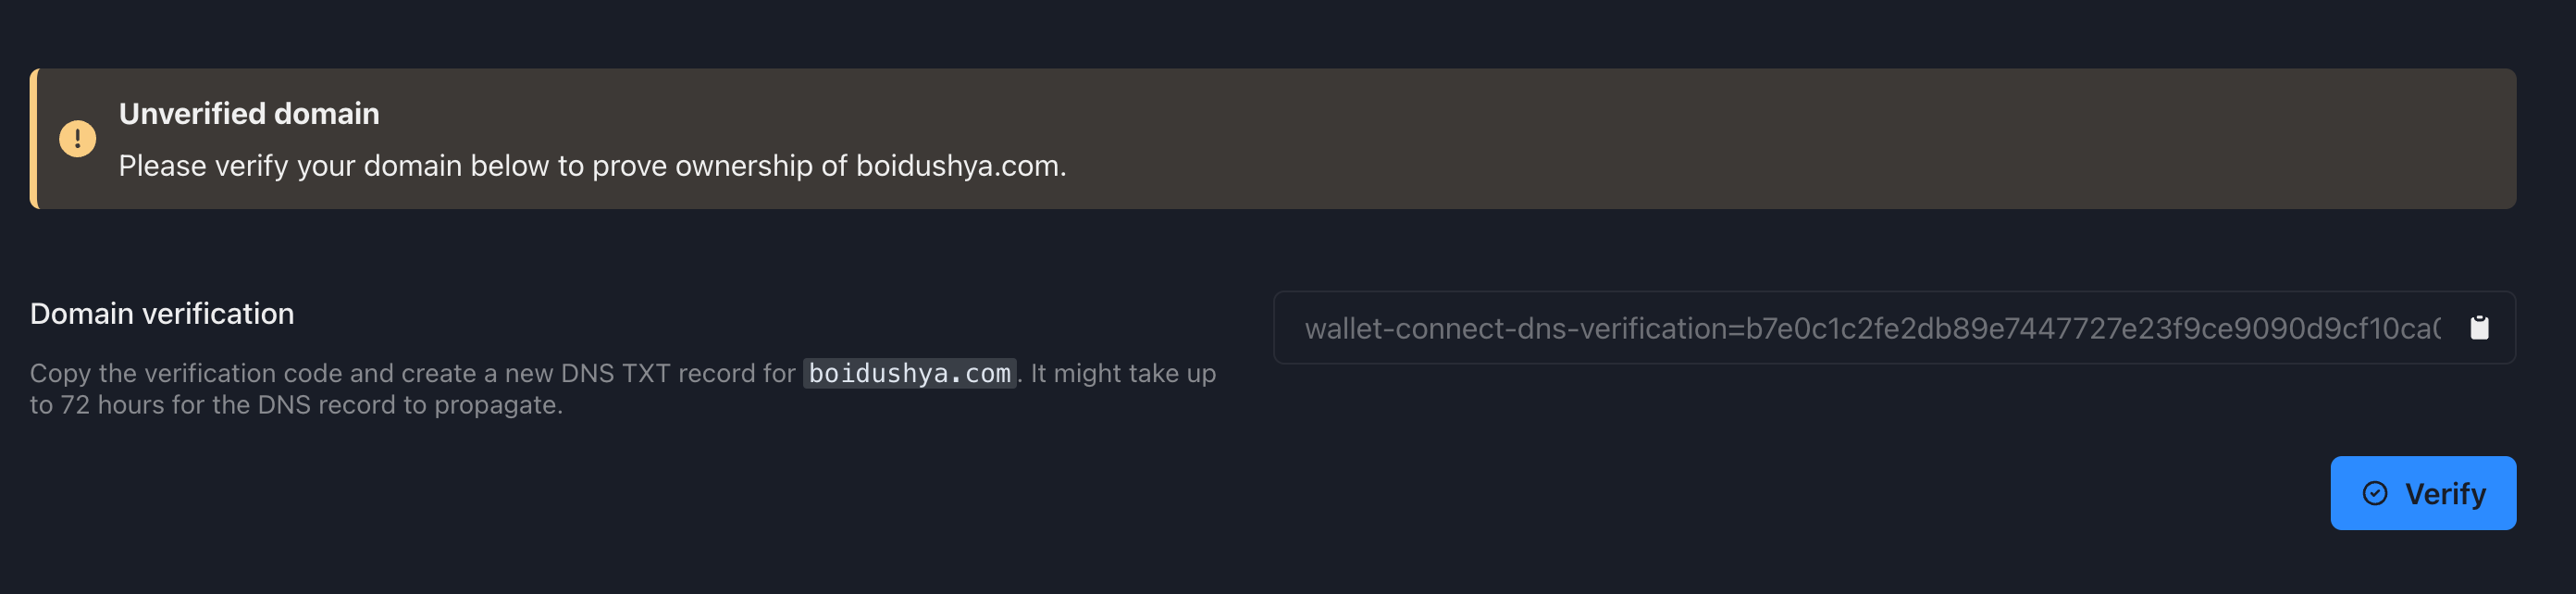 Unverified domain
Please verify your domain below to prove ownership of boidushya.com.
Domain verification
Copy the verification code and create a new DNS TXT record for boidushya.com. It might take up
to 72 hours for the DNS record to propagate.
wallet-connect-dns-verification=b7e0c1c2fe2db89e7447727e23f9ce9090d9cf10ca
Verify